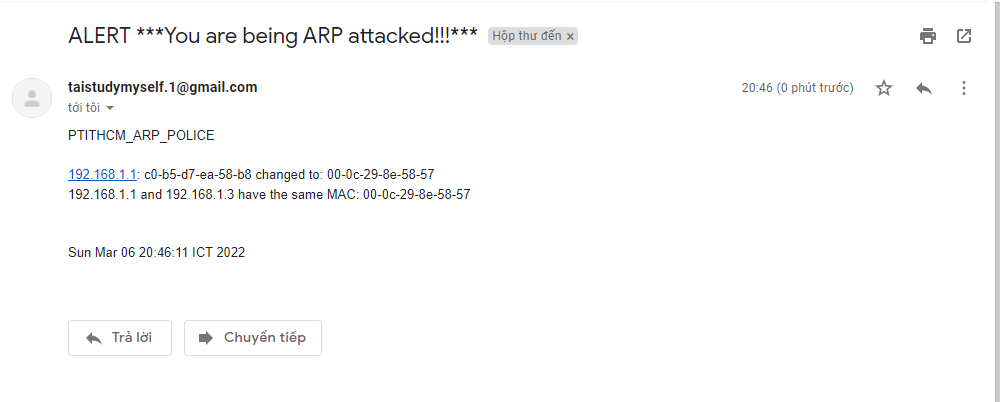 ALERT ***You are being ARP attacked!!!*** Hộp thư đến ×
taistudymyself.1@gmail.com 20:46 (0 phút trước)
tới tôi
PTITHCM_ARP_POLICE
192.168.1.1: c0-b5-d7-ea-58-b8 changed to: 00-0c-29-8e-58-57
192.168.1.1 and 192.168.1.3 have the same MAC: 00-0c-29-8e-58-57
Sun Mar 06 20:46:11 ICT 2022
Trả lời Chuyển tiếp